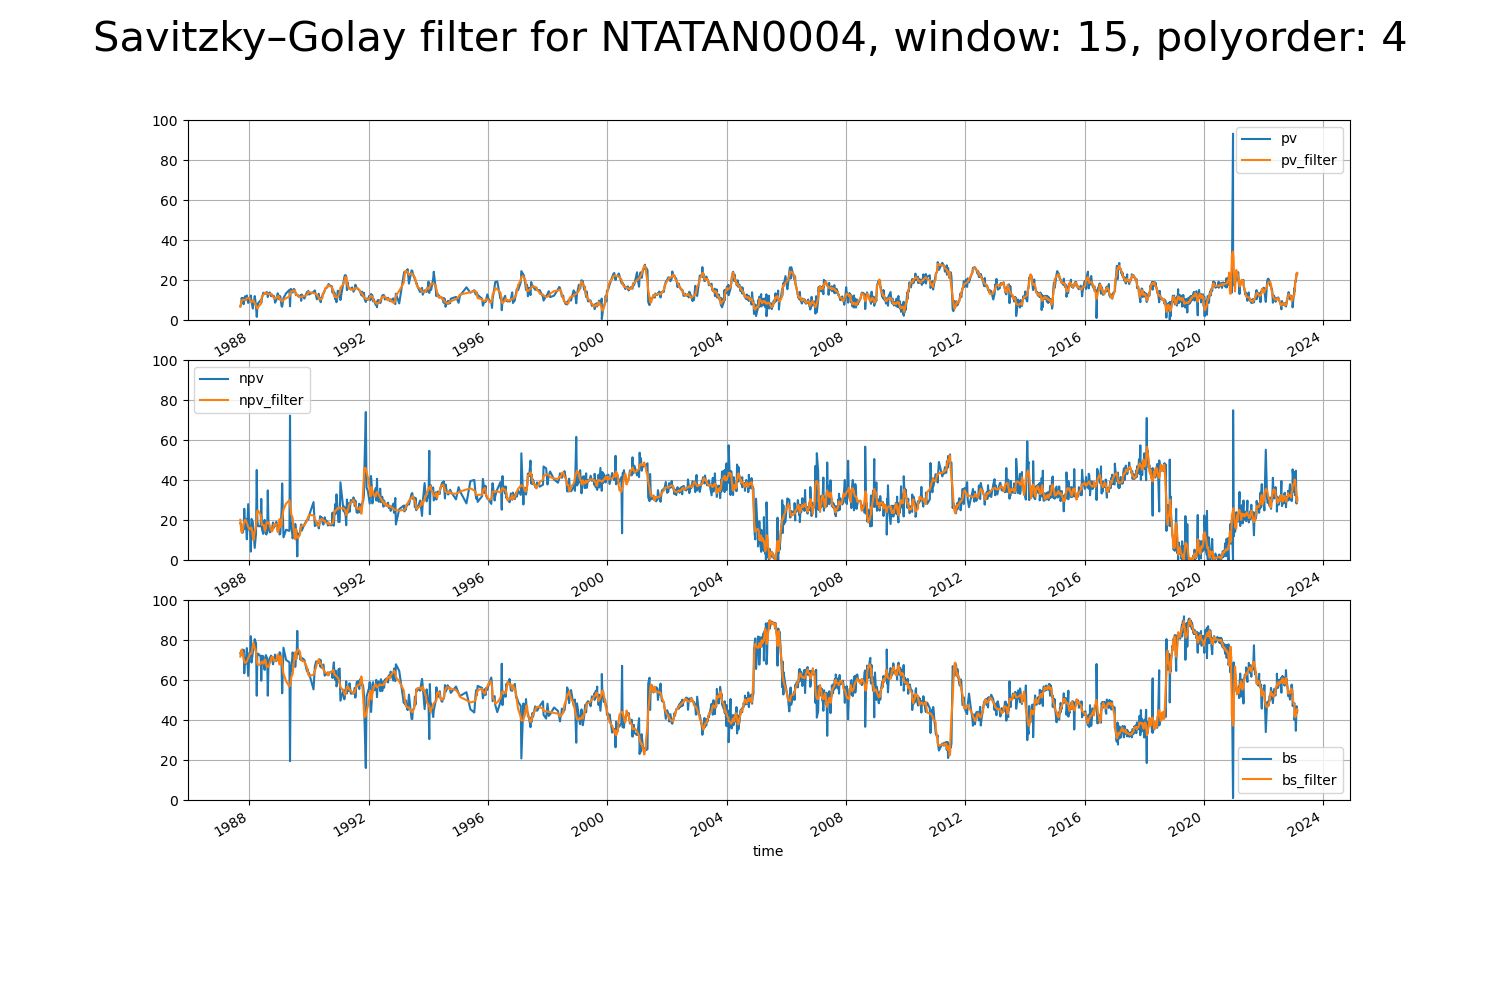 Savitzky–Golay filter for NTATAN0004, window: 15, polyorder: 4
100
80
60
40
20
0
pv
pv_filter
1988 1992 1996 2000 2004 2008 2012 2016 2020 2024
100
80
60
40
20
0
npv
npv_filter
1988 1992 1996 2000 2004 2008 2012 2016 2020 2024
100
80
60
40
20
0
bs
bs_filter
1988 1992 1996 2000 2004 2008 2012 2016 2020 2024
time